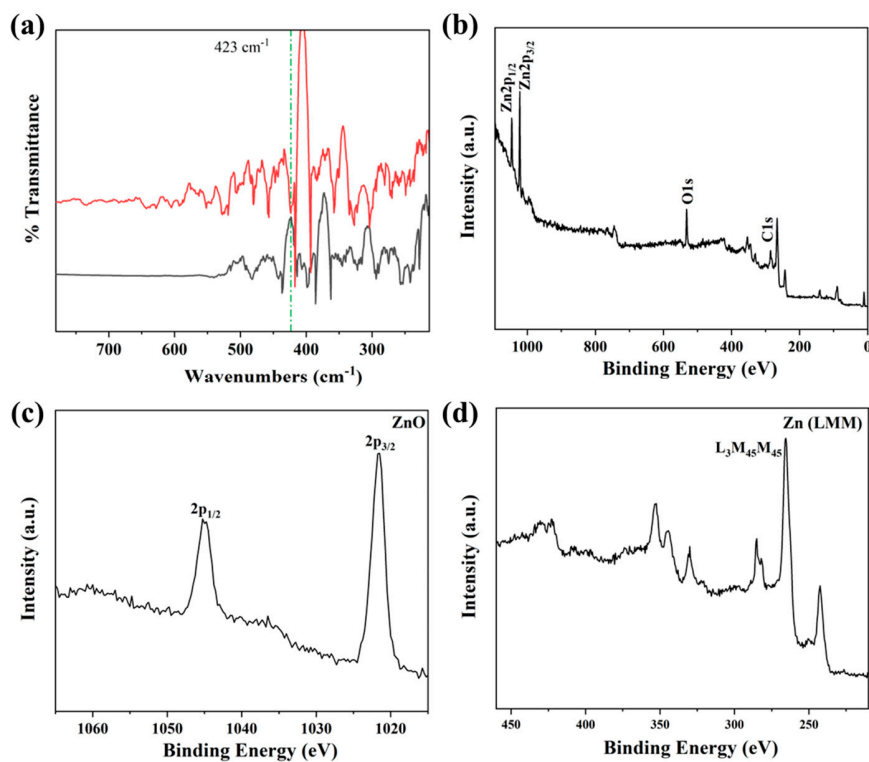 (a)
423 cm⁻¹
% Transmittance
700 600 500 400 300
Wavenumbers (cm⁻¹)
(b)
Zn2p₁/₂
Zn2p₃/₂
O1s
C1s
Intensity (a.u.)
1000 800 600 400 200 0
Binding Energy (eV)
(c)
ZnO
2p₃/₂
2p₁/₂
Intensity (a.u.)
1060 1050 1040 1030 1020
Binding Energy (eV)
(d)
Zn (LMM)
L₃M₄₅M₄₅
Intensity (a.u.)
450 400 350 300 250
Binding Energy (eV)